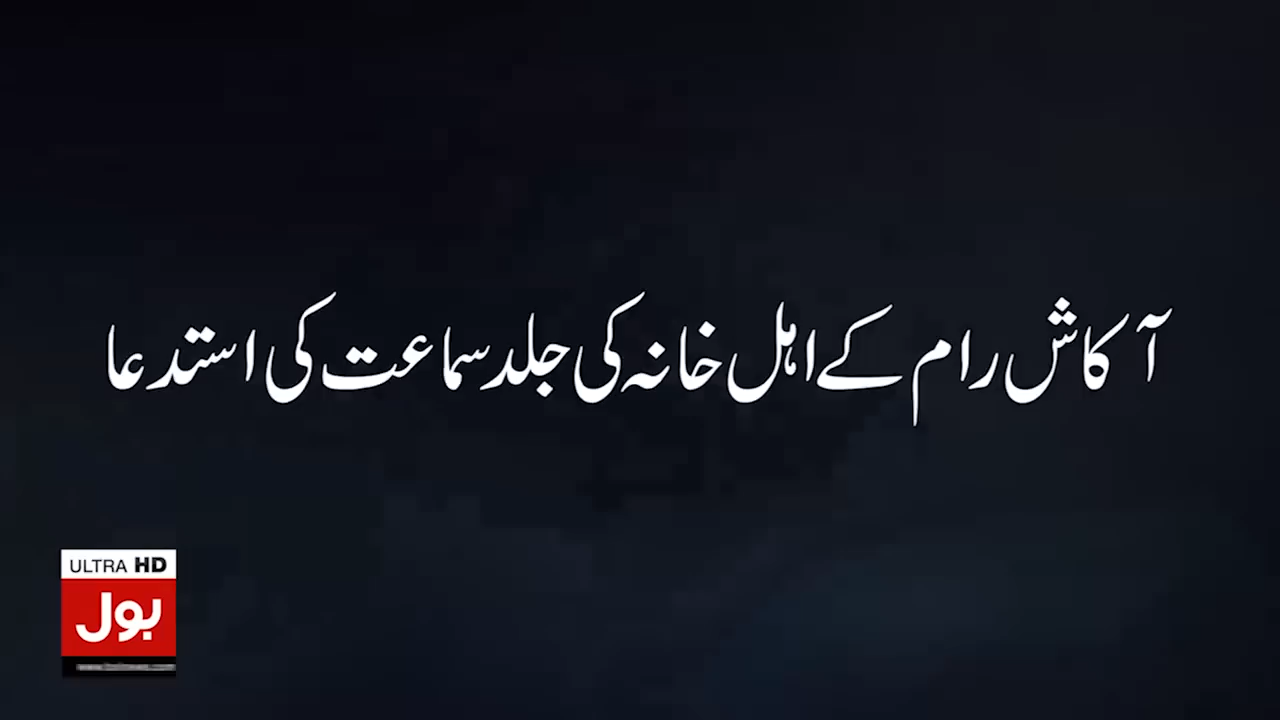 آکاش رام کے اہل خانہ کی جلد سماعت کی استدعا
ULTRA HD
بول